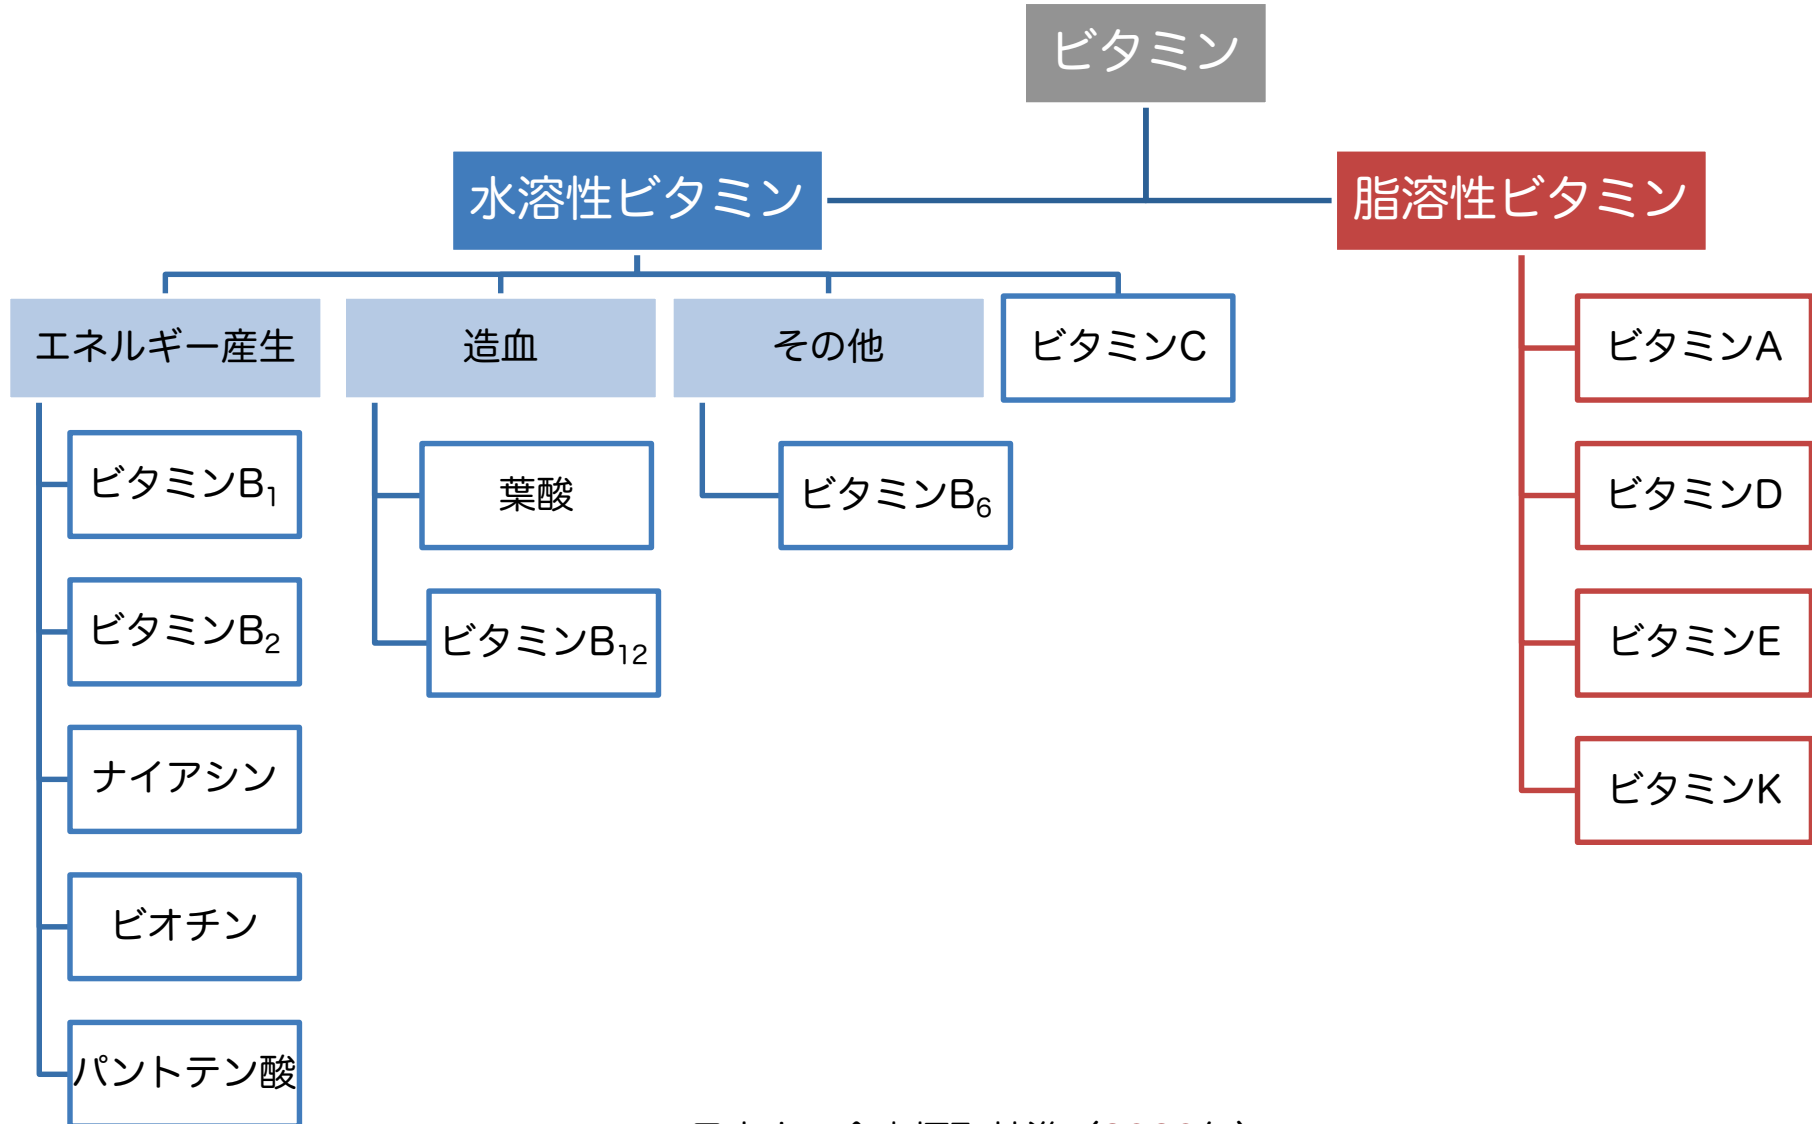 ビタミン
水溶性ビタミン
脂溶性ビタミン
エネルギー産生
造血
その他
ビタミンC
ビタミンA
ビタミンB₁
葉酸
ビタミンB₆
ビタミンD
ビタミンB₂
ビタミンB₁₂
ビタミンE
ナイアシン
ビタミンK
ビオチン
パントテン酸